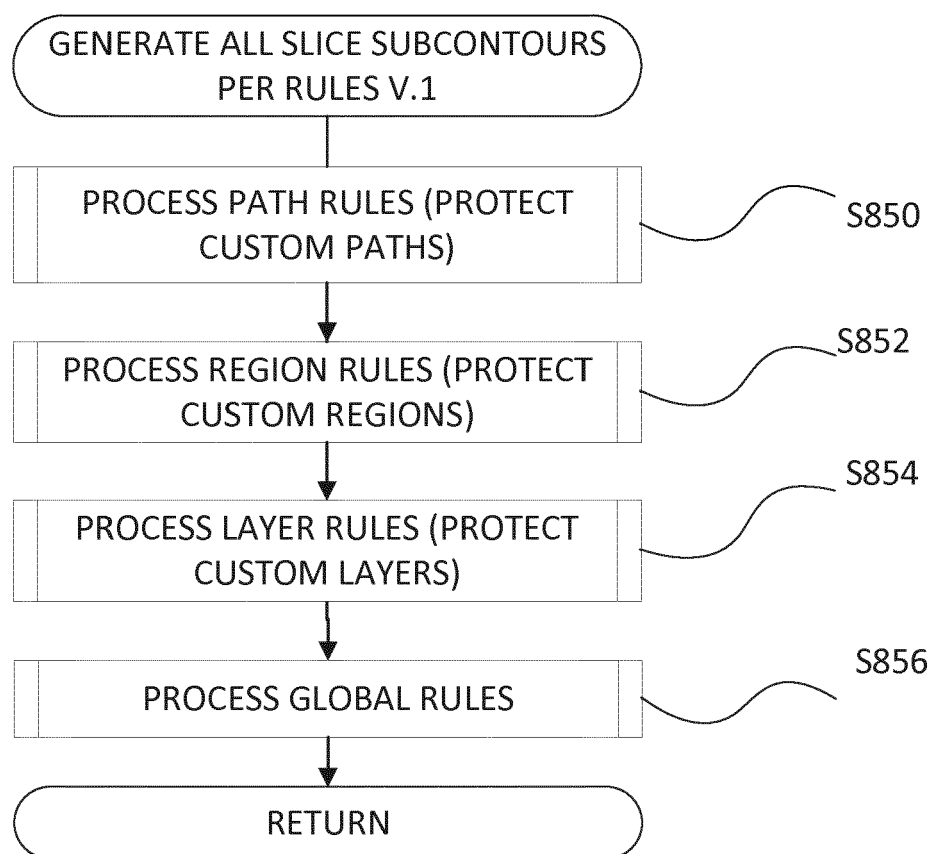 GENERATE ALL SLICE SUBCONTOURS
PER RULES V.1
PROCESS PATH RULES (PROTECT
CUSTOM PATHS)
S850
PROCESS REGION RULES (PROTECT
CUSTOM REGIONS)
S852
PROCESS LAYER RULES (PROTECT
CUSTOM LAYERS)
S854
PROCESS GLOBAL RULES
S856
RETURN